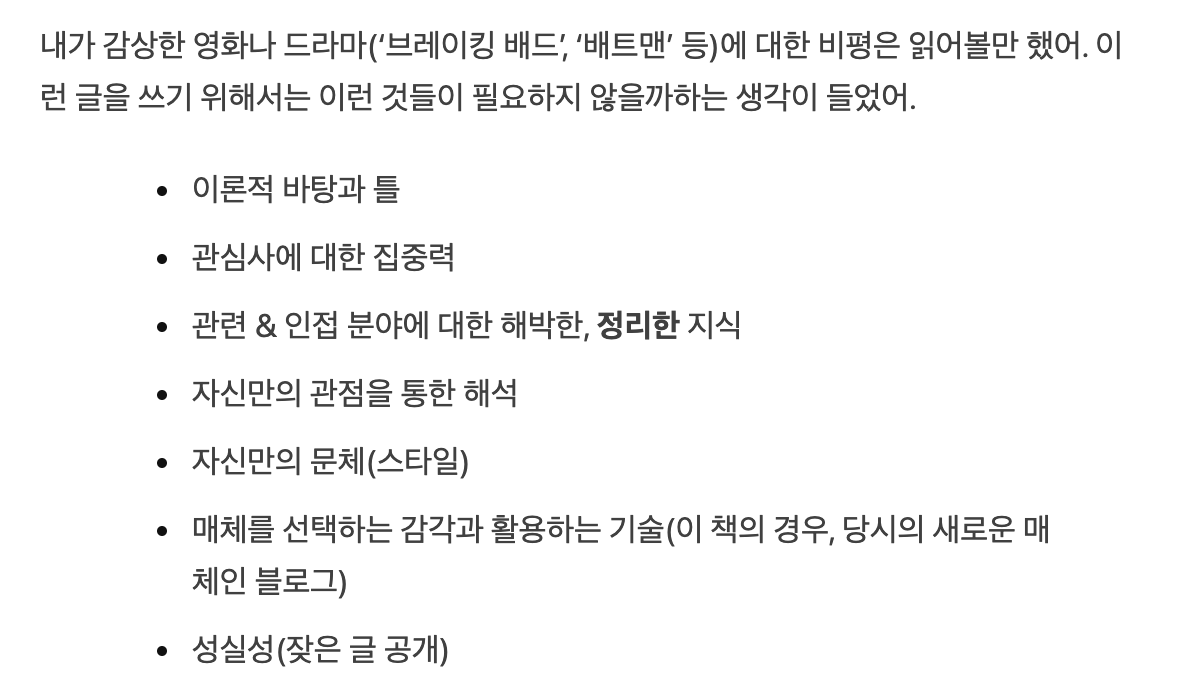 내가 감상한 영화나 드라마(‘브레이킹 배드’, ‘배트맨’ 등)에 대한 비평은 읽어볼만 했어. 이
런 글을 쓰기 위해서는 이런 것들이 필요하지 않을까하는 생각이 들었어.
• 이론적 바탕과 틀
• 관심사에 대한 집중력
• 관련 & 인접 분야에 대한 해박한, 정리한 지식
• 자신만의 관점을 통한 해석
• 자신만의 문체(스타일)
• 매체를 선택하는 감각과 활용하는 기술(이 책의 경우, 당시의 새로운 매
체인 블로그)
• 성실성(잦은 글 공개)